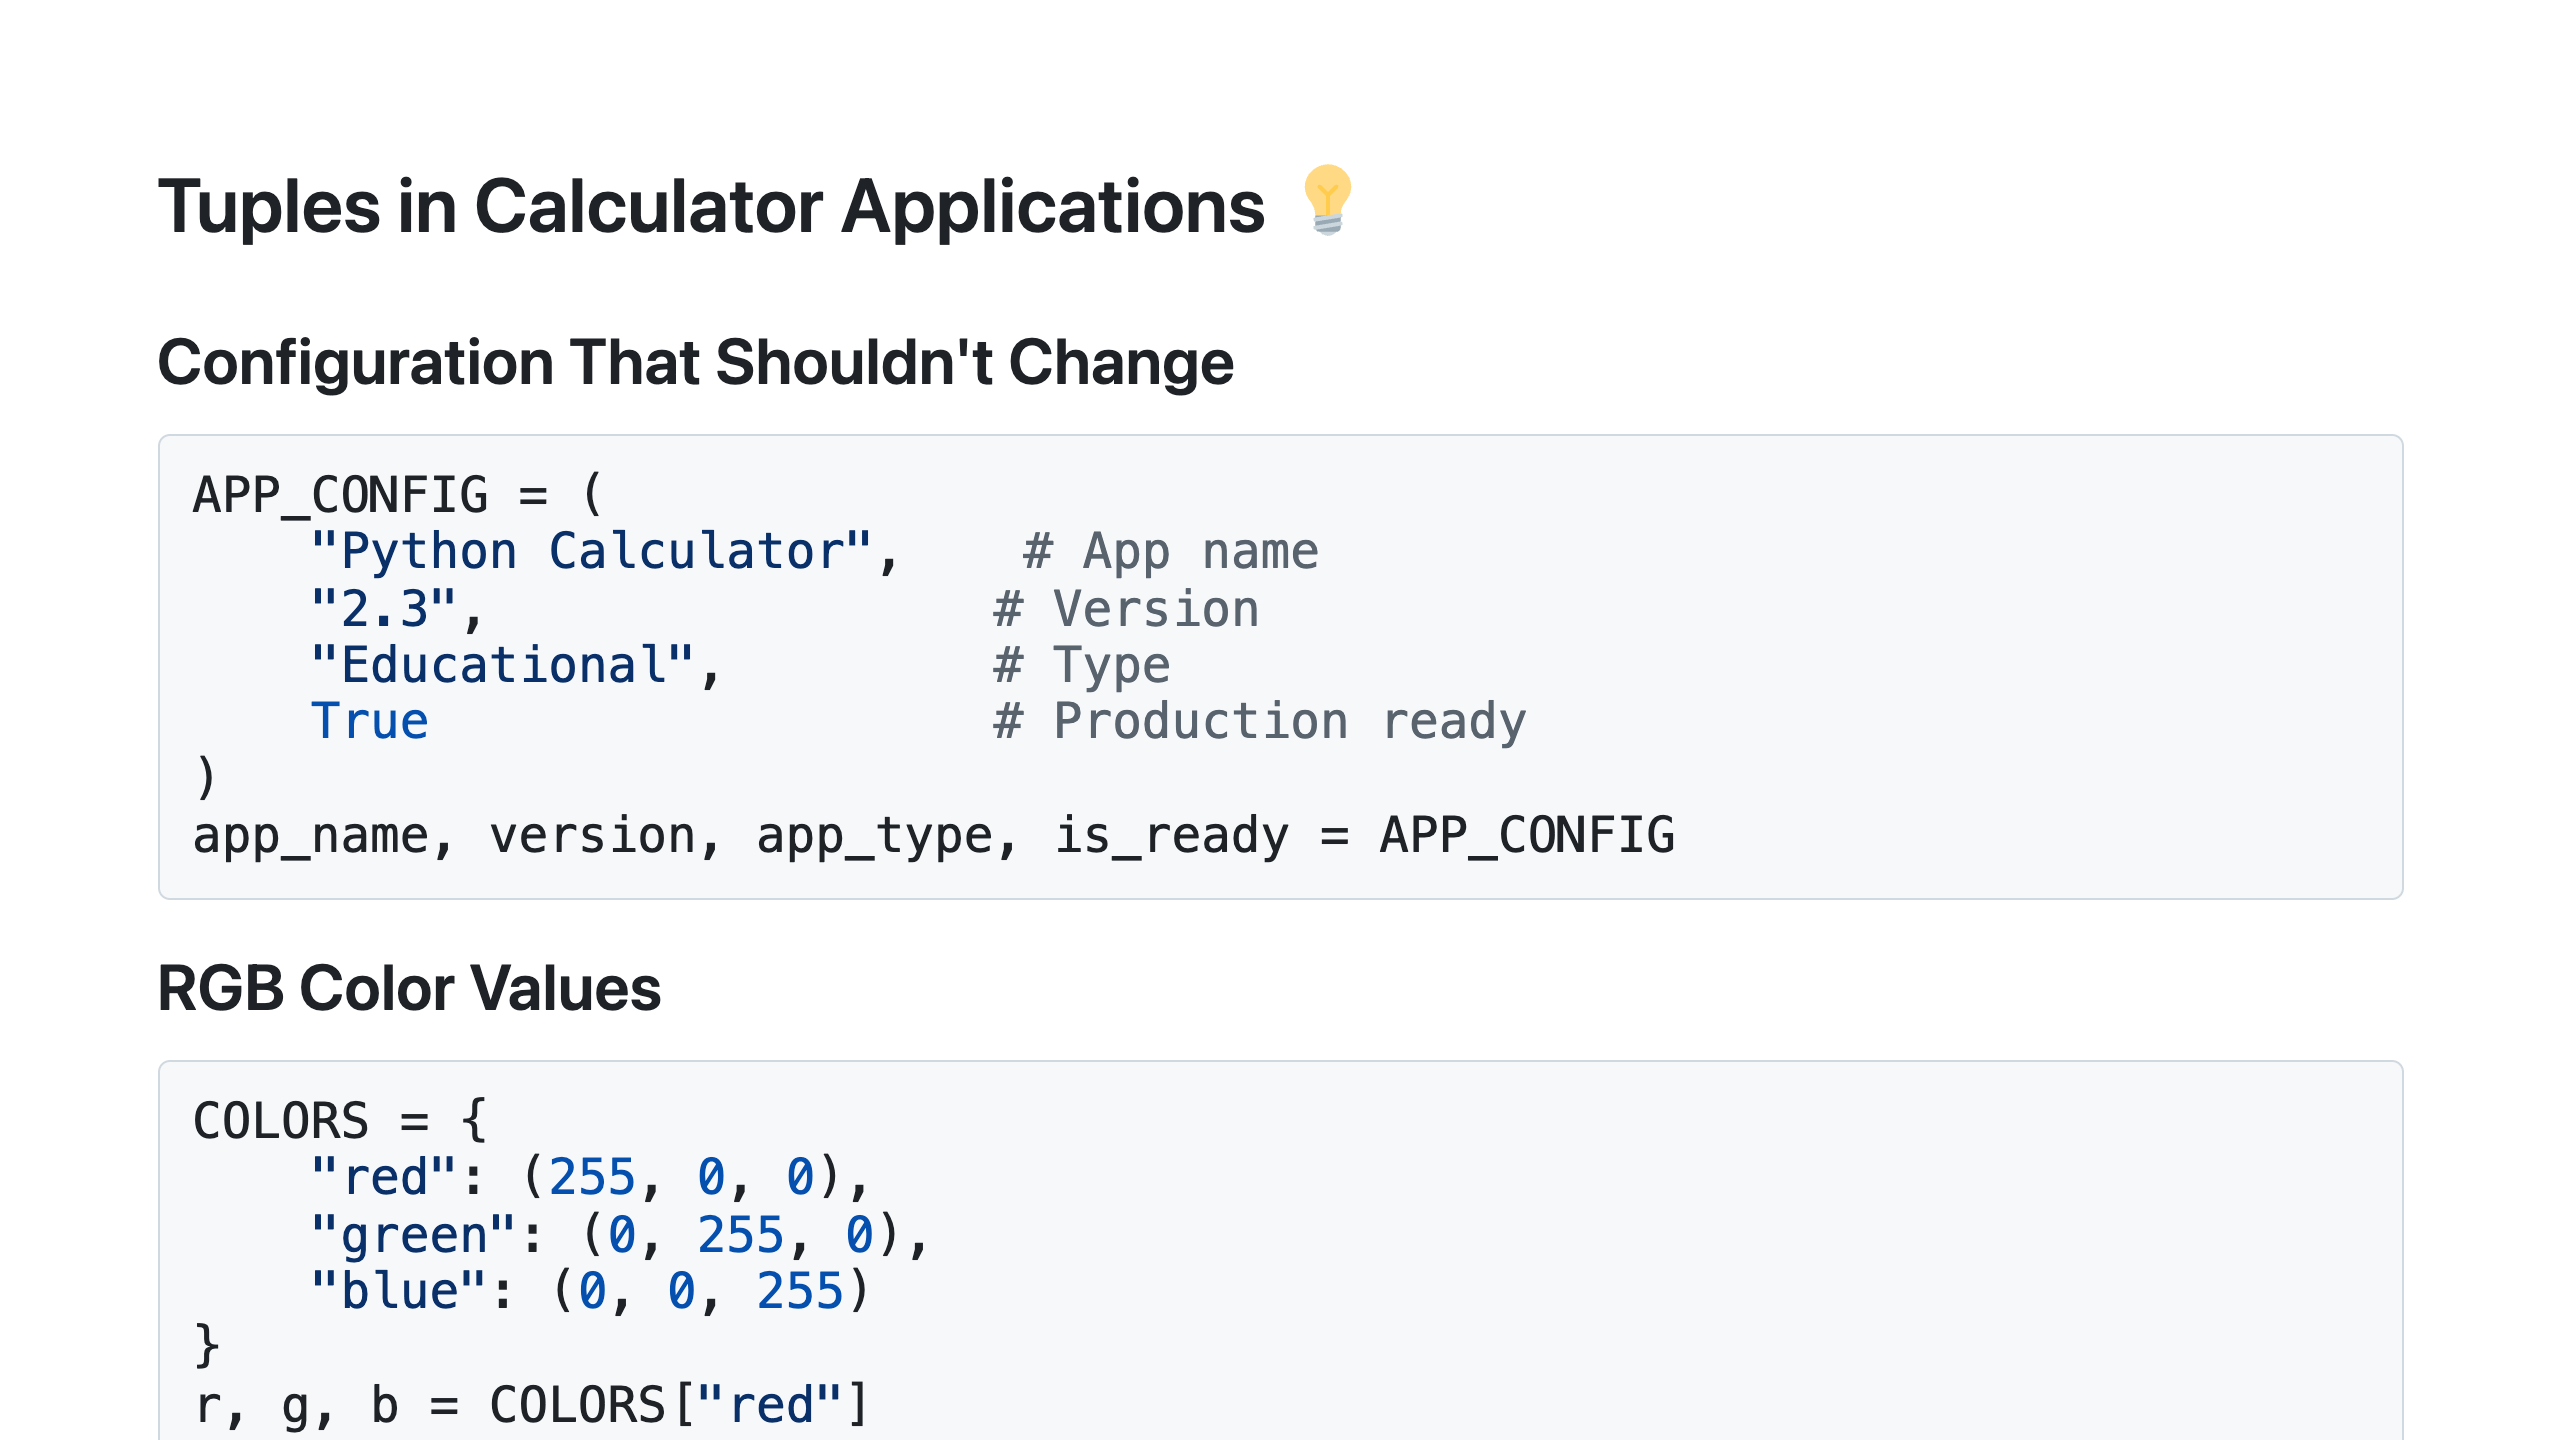 Tuples in Calculator Applications 💡
Configuration That Shouldn't Change
APP_CONFIG = (
    "Python Calculator",    # App name
    "2.3",                 # Version
    "Educational",         # Type
    True                   # Production ready
)
app_name, version, app_type, is_ready = APP_CONFIG
RGB Color Values
COLORS = {
    "red": (255, 0, 0),
    "green": (0, 255, 0),
    "blue": (0, 0, 255)
}
r, g, b = COLORS["red"]